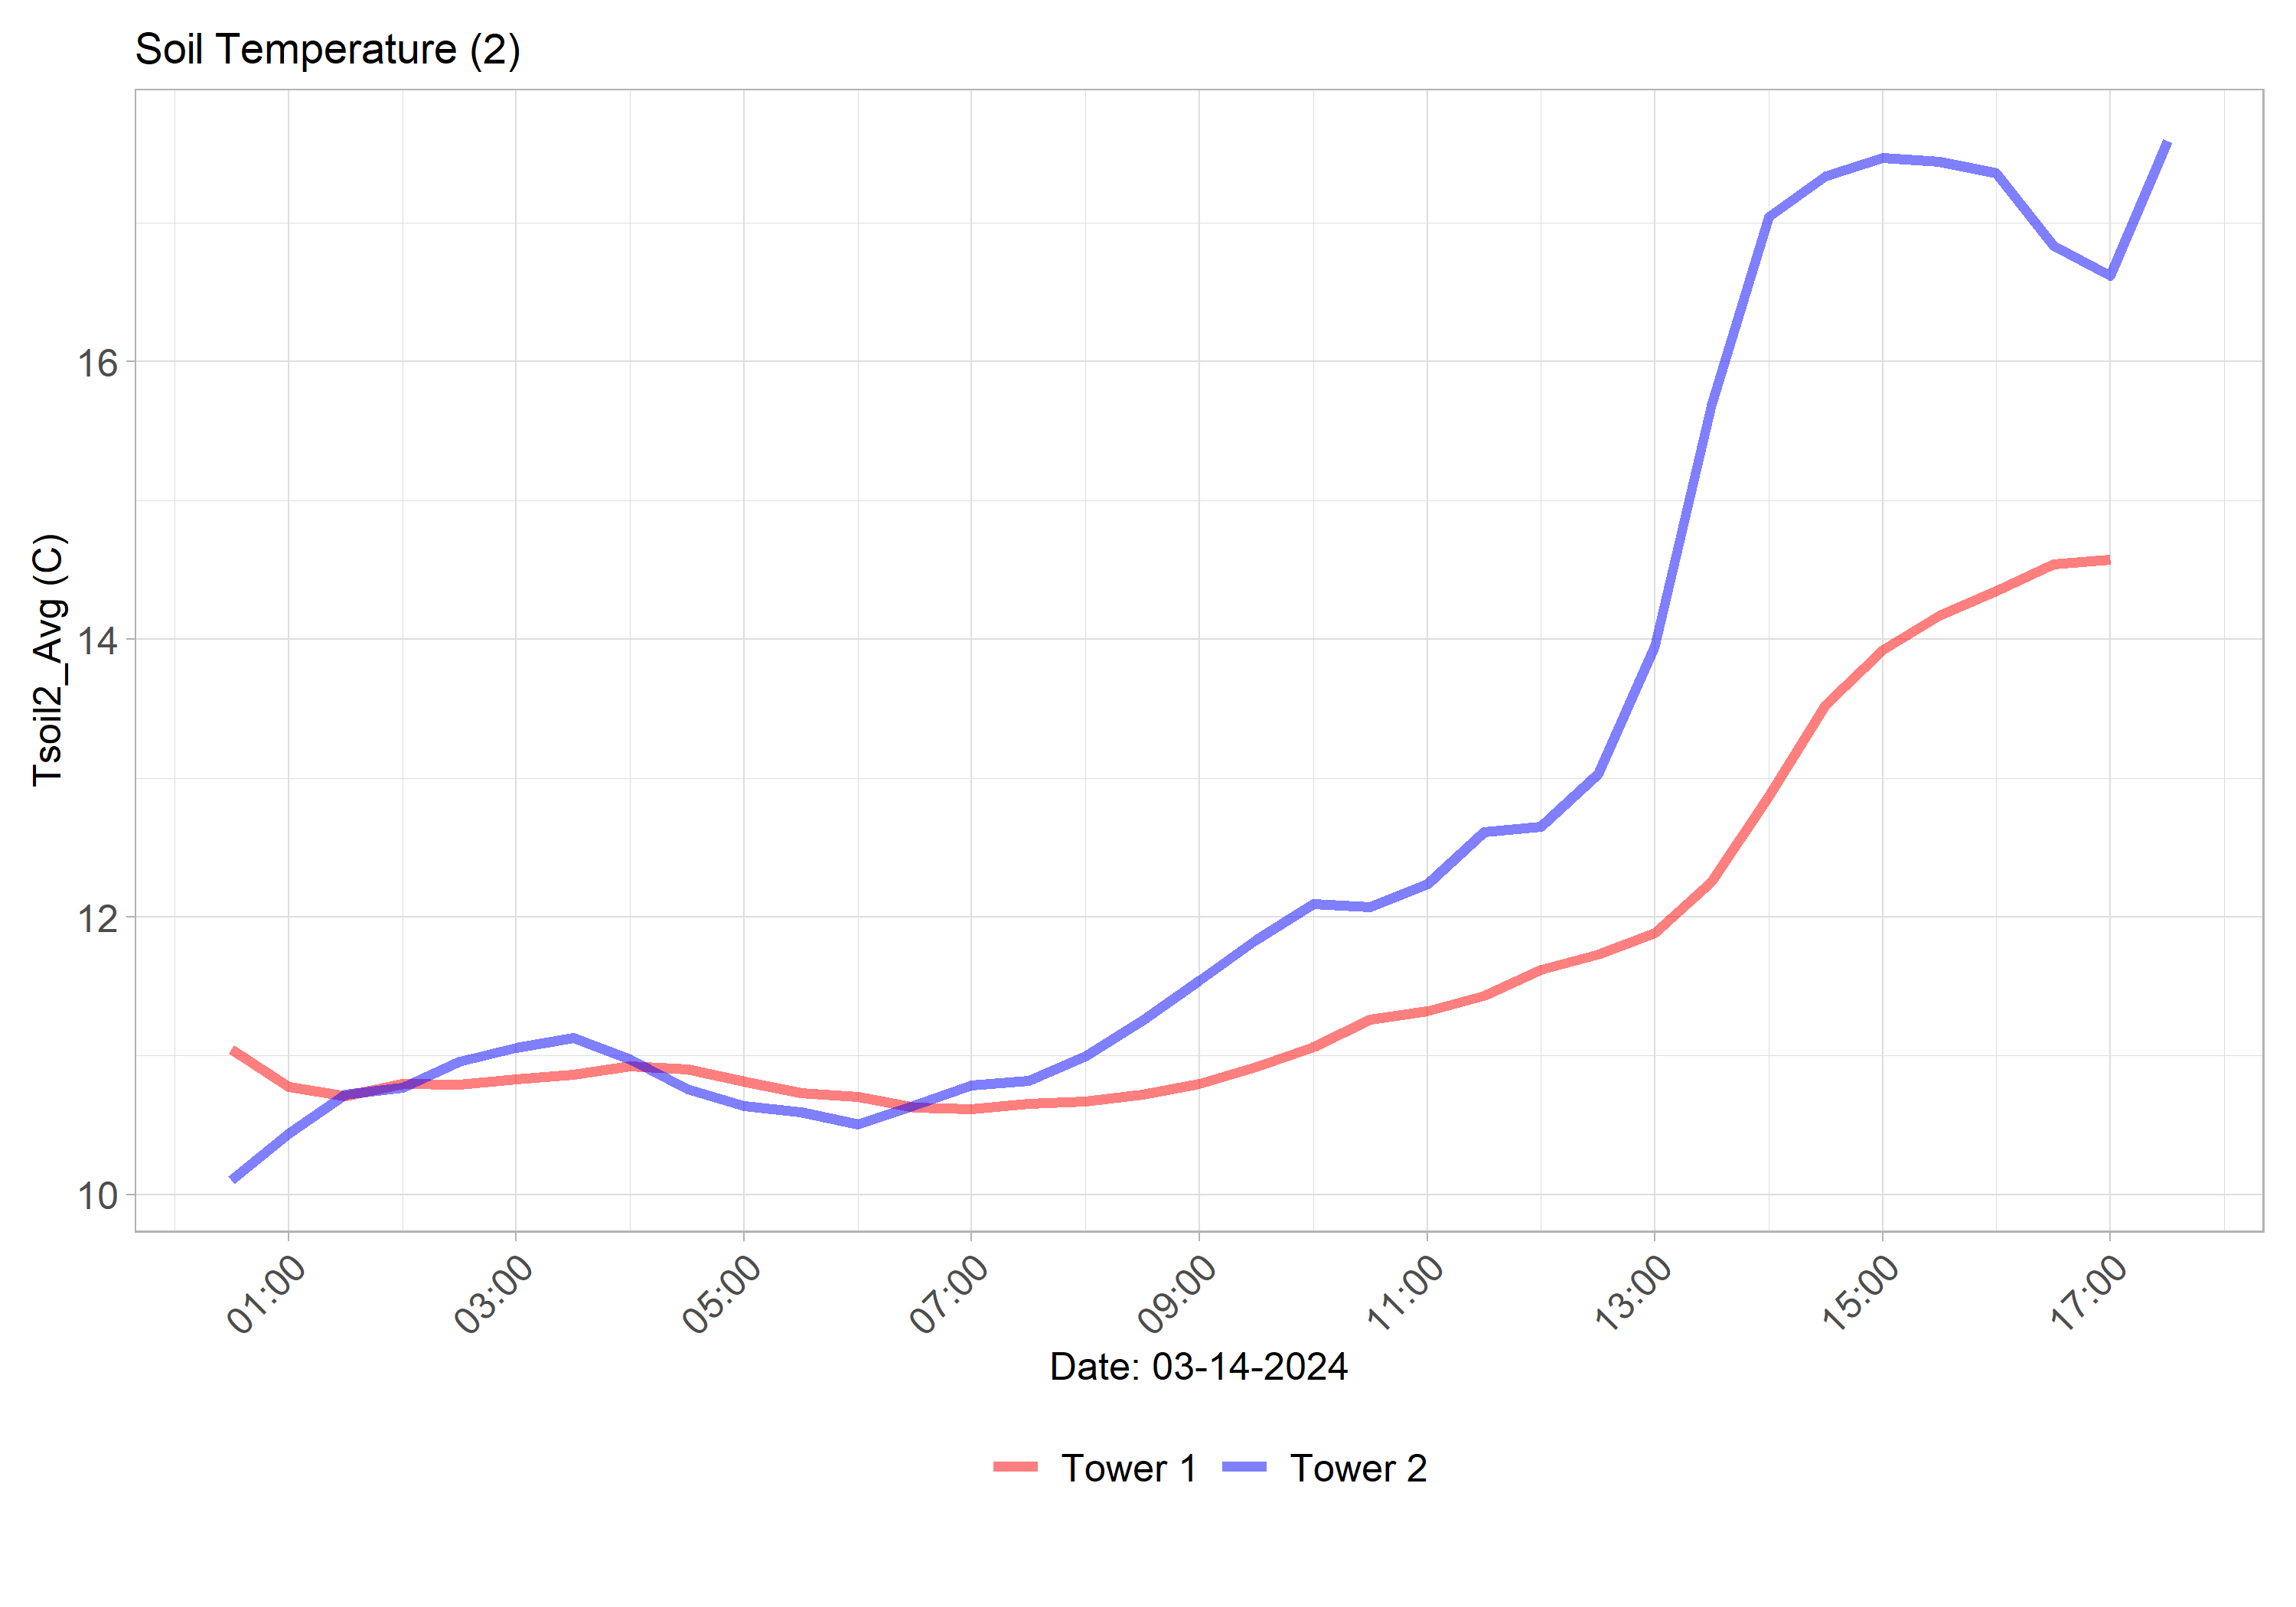 Soil Temperature (2)
Tsoil2_Avg (C)
16
14
12
10
01:00 03:00 05:00 07:00 09:00 11:00 13:00 15:00 17:00
Date: 03-14-2024
Tower 1 Tower 2